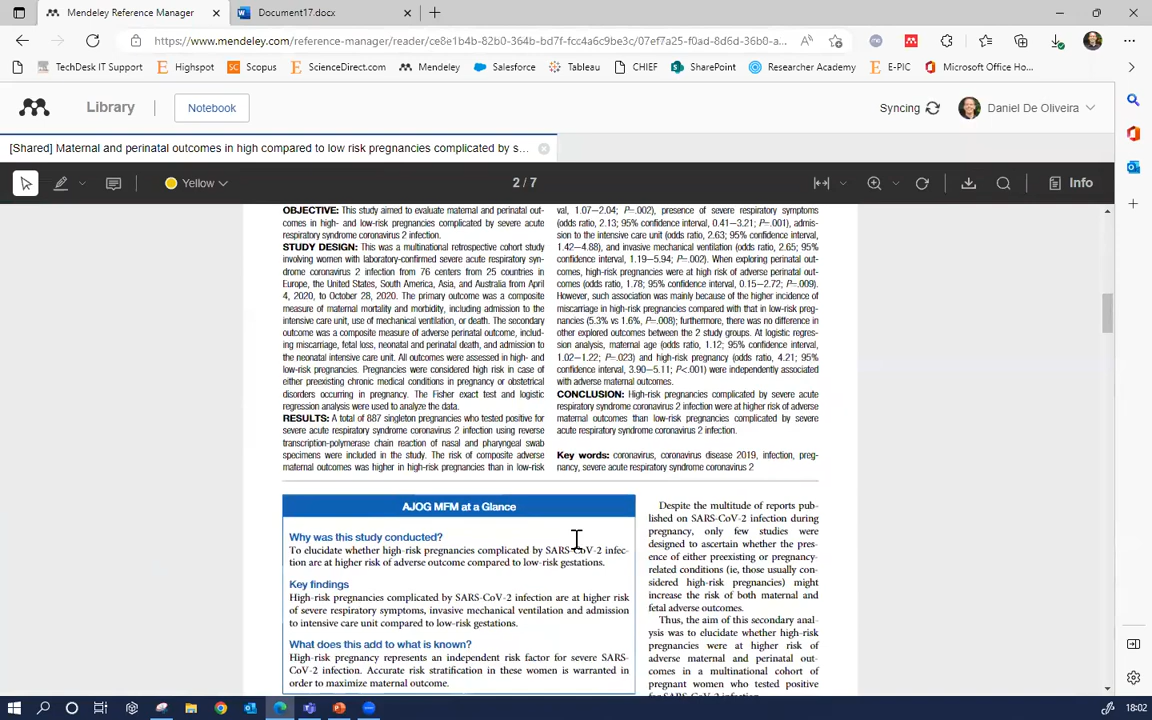 Mendeley Reference Manager
Document17.docx
https://www.mendeley.com/reference-manager/reader/ce8e1b4b-82b0-364b-bd7f-fcc4a6c9be3c/07ef7a25-f0ad-8d6d-36b0-a...
TechDesk IT Support
Highspot
Scopus
ScienceDirect.com
Mendeley
Salesforce
Tableau
CHIEF
SharePoint
Researcher Academy
E-PIC
Microsoft Office Ho...
Library
Notebook
Syncing
Daniel De Oliveira
[Shared] Maternal and perinatal outcomes in high compared to low risk pregnancies complicated by s...
Yellow
2 / 7
Info
OBJECTIVE: This study aimed to evaluate maternal and perinatal out-
comes in high- and low-risk pregnancies complicated by severe acute
respiratory syndrome coronavirus 2 infection.
STUDY DESIGN: This was a multinational retrospective cohort study
involving women with laboratory-confirmed severe acute respiratory syn-
drome coronavirus 2 infection from 76 centers from 25 countries in
Europe, the United States, South America, Asia, and Australia from April
4, 2020, to October 28, 2020. The primary outcome was a composite
measure of maternal mortality and morbidity, including admission to the
intensive care unit, use of mechanical ventilation, or death. The secondary
outcome was a composite measure of adverse perinatal outcome, includ-
ing miscarriage, fetal loss, neonatal and perinatal death, and admission to
the neonatal intensive care unit. All outcomes were assessed in high- and
low-risk pregnancies. Pregnancies were considered high risk in case of
either preexisting chronic medical conditions in pregnancy or obstetrical
disorders occurring in pregnancy. The Fisher exact test and logistic
regression analysis were used to analyze the data.
RESULTS: A total of 887 singleton pregnancies who tested positive for
severe acute respiratory syndrome coronavirus 2 infection using reverse
transcription-polymerase chain reaction of nasal and pharyngeal swab
specimens were included in the study. The risk of composite adverse
maternal outcomes was higher in high-risk pregnancies than in low-risk
val, 1.07–2.04; P=.002), presence of severe respiratory symptoms
(odds ratio, 2.13; 95% confidence interval, 0.41–3.21; P=.001), admis-
sion to the intensive care unit (odds ratio, 2.63; 95% confidence interval,
1.42–4.88), and invasive mechanical ventilation (odds ratio, 2.65; 95%
confidence interval, 1.19–5.94; P=.002). When exploring perinatal out-
comes, high-risk pregnancies were at high risk of adverse perinatal out-
comes (odds ratio, 1.78; 95% confidence interval, 0.15–2.72; P=.009).
However, such association was mainly because of the higher incidence of
miscarriage in high-risk pregnancies compared with that in low-risk preg-
nancies (5.3% vs 1.6%, P=.008); furthermore, there was no difference in
other explored outcomes between the 2 study groups. At logistic regres-
sion analysis, maternal age (odds ratio, 1.12; 95% confidence interval,
1.02–1.22; P=.023) and high-risk pregnancy (odds ratio, 4.21; 95%
confidence interval, 3.90–5.11; P<.001) were independently associated
with adverse maternal outcomes.
CONCLUSION: High-risk pregnancies complicated by severe acute
respiratory syndrome coronavirus 2 infection were at higher risk of adverse
maternal outcomes than low-risk pregnancies complicated by severe
acute respiratory syndrome coronavirus 2 infection.
Key words: coronavirus, coronavirus disease 2019, infection, preg-
nancy, severe acute respiratory syndrome coronavirus 2
AJOG MFM at a Glance
Why was this study conducted?
To elucidate whether high-risk pregnancies complicated by SARS-CoV-2 infec-
tion are at higher risk of adverse outcome compared to low-risk gestations.
Key findings
High-risk pregnancies complicated by SARS-CoV-2 infection are at higher risk
of severe respiratory symptoms, invasive mechanical ventilation and admission
to intensive care unit compared to low-risk gestations.
What does this add to what is known?
High-risk pregnancy represents an independent risk factor for severe SARS-
CoV-2 infection. Accurate risk stratification in these women is warranted in
order to maximize maternal outcome.
Despite the multitude of reports pub-
lished on SARS-CoV-2 infection during
pregnancy, only few studies were
designed to ascertain whether the pres-
ence of either preexisting or pregnancy-
related conditions (ie, those usually con-
sidered high-risk pregnancies) might
increase the risk of both maternal and
fetal adverse outcomes.
Thus, the aim of this secondary anal-
ysis was to elucidate whether high-risk
pregnancies were at higher risk of
adverse maternal and perinatal out-
comes in a multinational cohort of
pregnant women who tested positive
for SARS-CoV-2 infection.
18:02